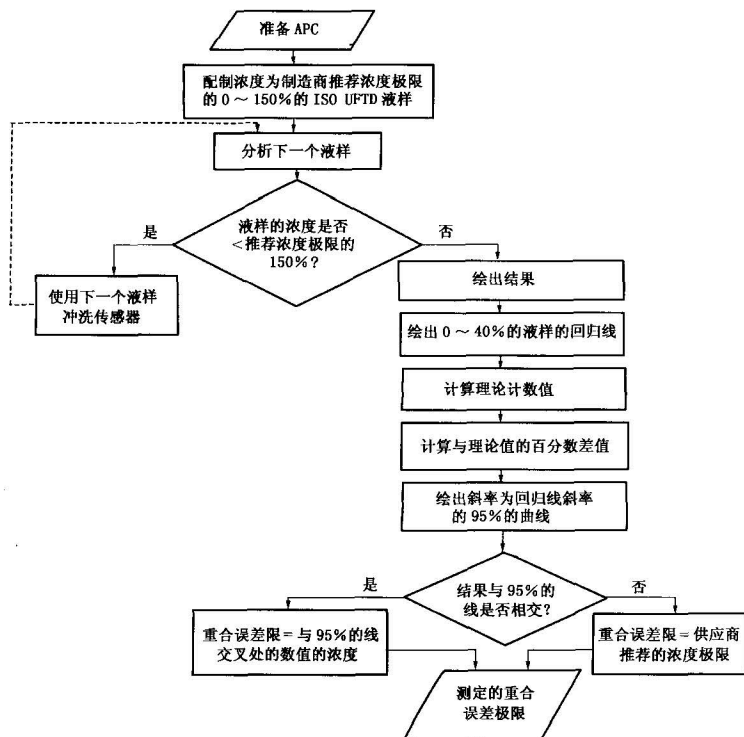 准备 APC
配制浓度为制造商推荐浓度极限
的 0～150%的 ISO UFTD 液样
分析下一个液样
液样的浓度是否
<推荐浓度极限的
150%?
是
否
使用下一个液样
冲洗传感器
绘出结果
绘出 0～40%的液样的回归线
计算理论计数值
计算与理论值的百分数差值
绘出斜率为回归线斜率
的 95%的曲线
结果与 95%的
线是否相交?
是
否
重合误差限=与 95%的线
交叉处的数值的浓度
重合误差限=供应商
推荐的浓度极限
测定的重合
误差极限